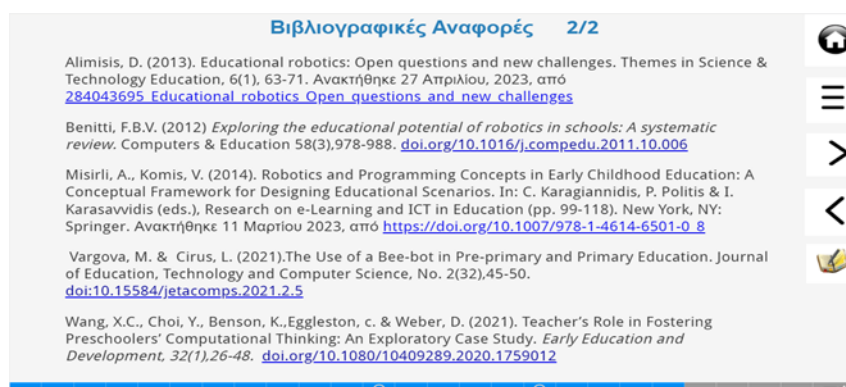 Βιβλιογραφικές Αναφορές 2/2
Alimisis, D. (2013). Educational robotics: Open questions and new challenges. Themes in Science &
Technology Education, 6(1), 63-71. Ανακτήθηκε 27 Απριλίου, 2023, από
284043695_Educational_robotics_Open_questions_and_new_challenges
Benitti, F.B.V. (2012) Exploring the educational potential of robotics in schools: A systematic
review. Computers & Education 58(3),978-988. doi.org/10.1016/j.compedu.2011.10.006
Misirli, A., Komis, V. (2014). Robotics and Programming Concepts in Early Childhood Education: A
Conceptual Framework for Designing Educational Scenarios. In: C. Karagiannidis, P. Politis & I.
Karasavvidis (eds.), Research on e-Learning and ICT in Education (pp. 99-118). New York, NY:
Springer. Ανακτήθηκε 11 Μαρτίου 2023, από https://doi.org/10.1007/978-1-4614-6501-0_8
Vargova, M. & Cirus, L. (2021).The Use of a Bee-bot in Pre-primary and Primary Education. Journal
of Education, Technology and Computer Science, No. 2(32),45-50.
doi:10.15584/jetacomps.2021.2.5
Wang, X.C., Choi, Y., Benson, K.,Eggleston, c. & Weber, D. (2021). Teacher’s Role in Fostering
Preschoolers’ Computational Thinking: An Exploratory Case Study. Early Education and
Development, 32(1),26-48. doi.org/10.1080/10409289.2020.1759012